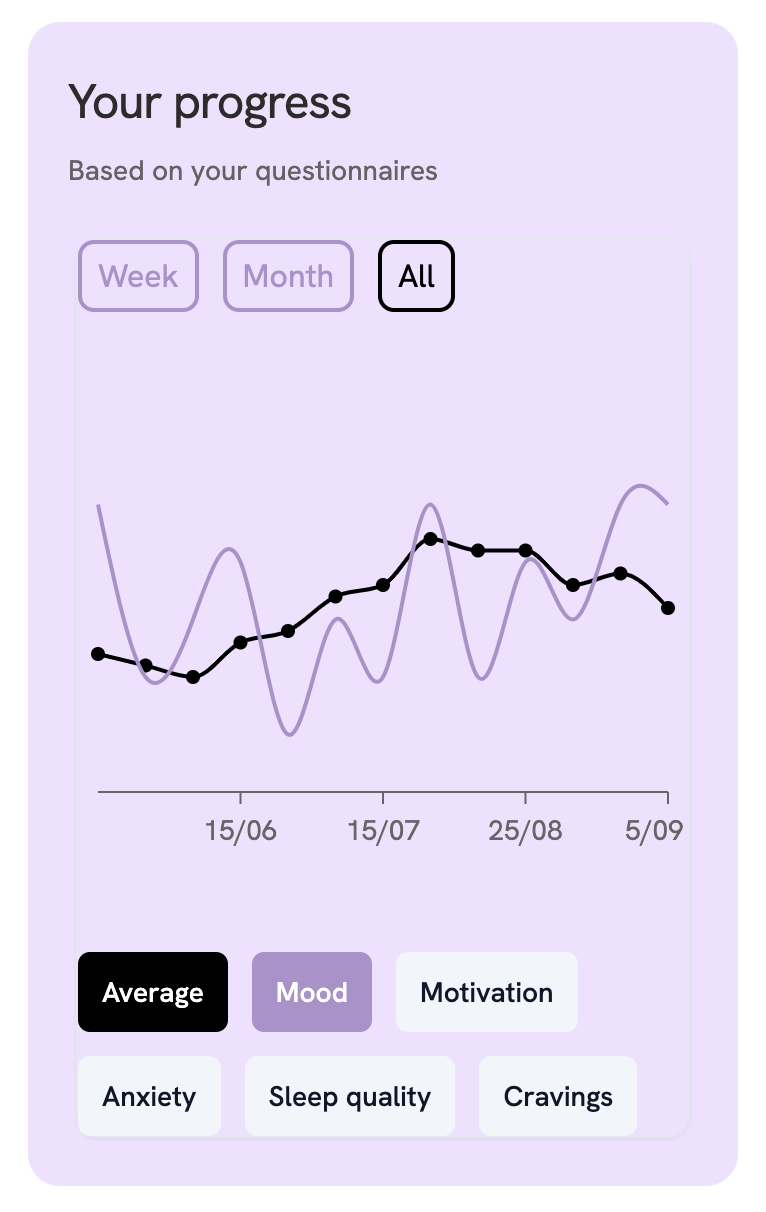 Your progress
Based on your questionnaires
Week Month All
15/06 15/07 25/08 5/09
Average Mood Motivation
Anxiety Sleep quality Cravings